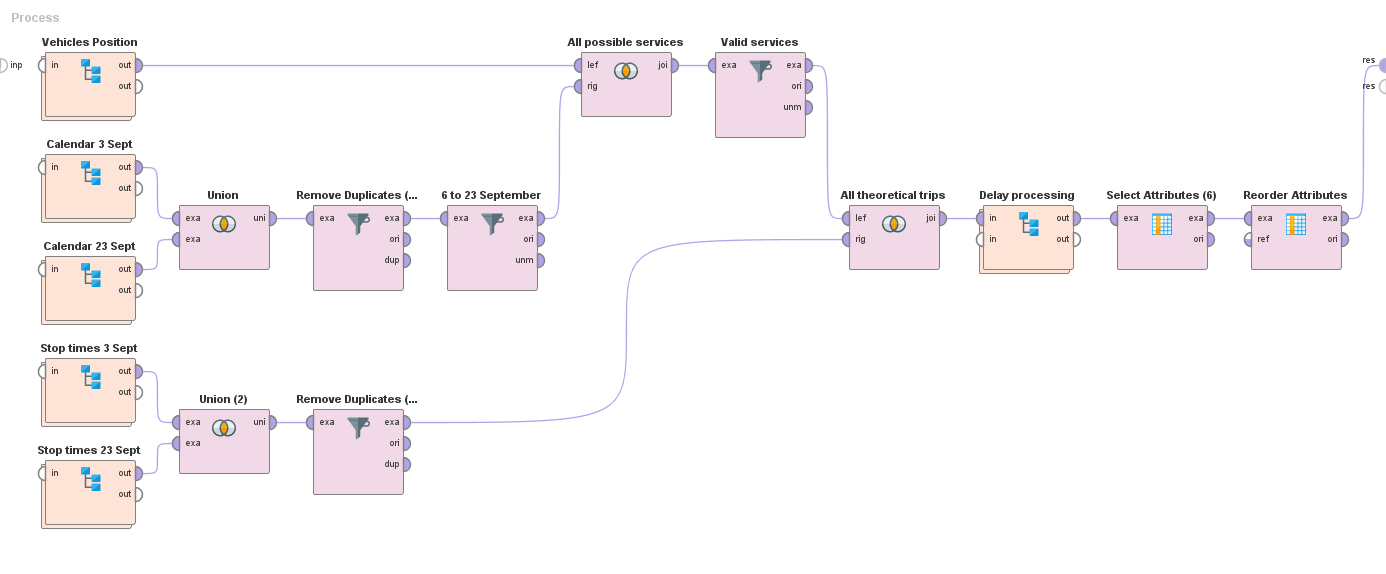 Process
Vehicles Position
All possible services
Valid services
inp
in
out
out
lef
joi
rig
exa
exa
ori
unm
res
res
Calendar 3 Sept
in
out
out
Union
Remove Duplicates (...
6 to 23 September
All theoretical trips
Delay processing
Select Attributes (6)
Reorder Attributes
exa
uni
exa
exa
exa
ori
dup
exa
exa
ori
unm
lef
joi
rig
in
out
in
out
exa
exa
ori
exa
exa
ref
ori
Calendar 23 Sept
in
out
out
Stop times 3 Sept
in
out
out
Union (2)
Remove Duplicates (...
exa
uni
exa
exa
exa
ori
dup
Stop times 23 Sept
in
out
out